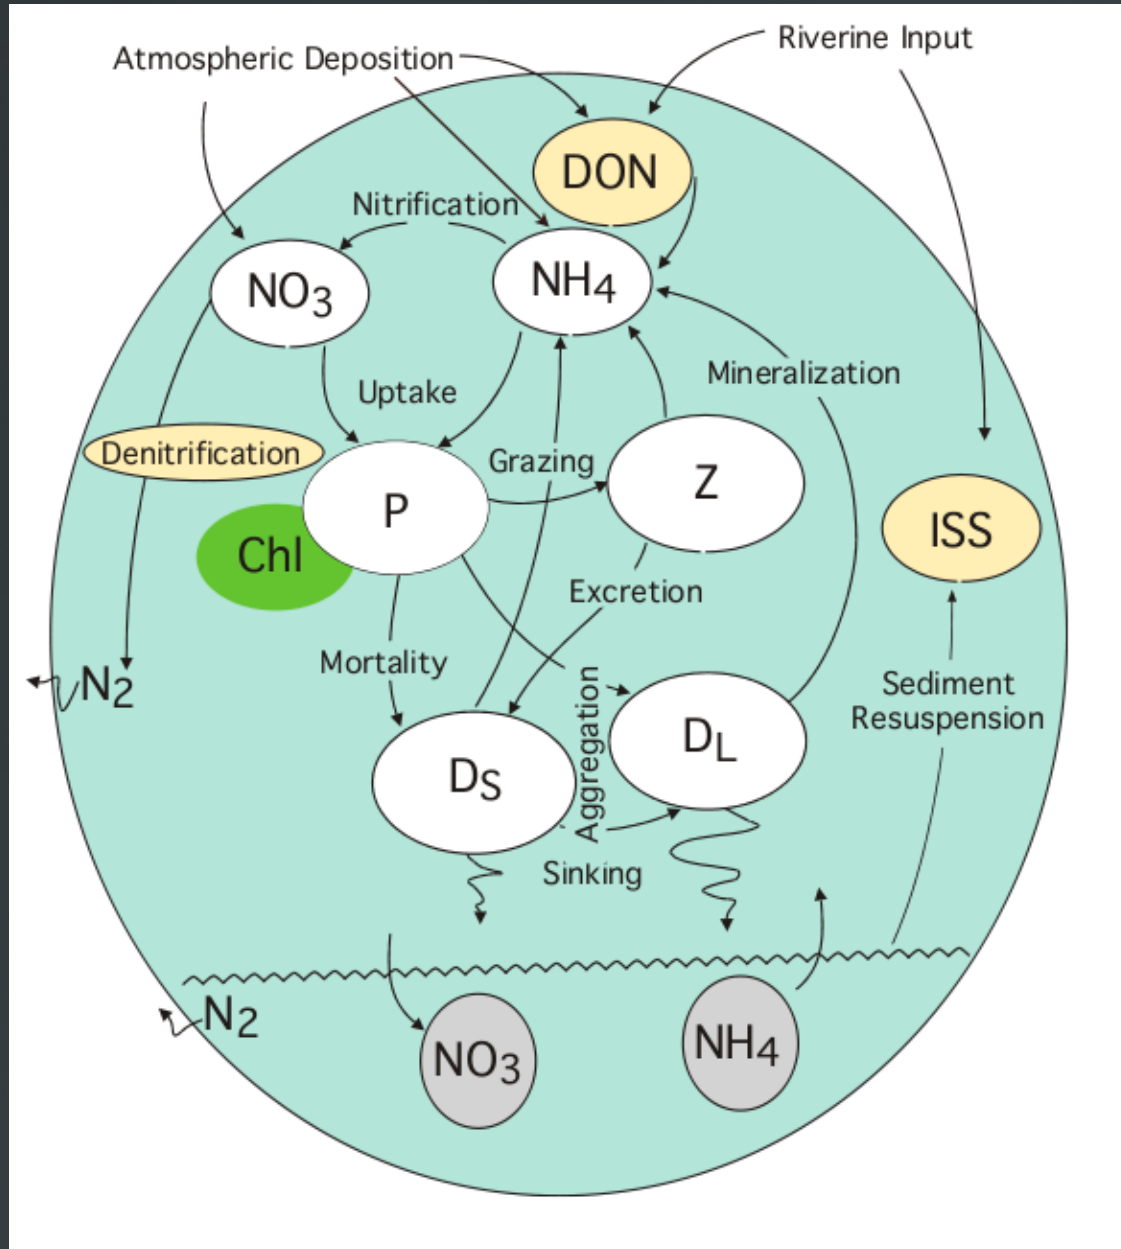 Riverine Input
Atmospheric Deposition
DON
Nitrification
NO3
NH4
Mineralization
Uptake
Denitrification
Grazing
Z
P
ISS
Chl
Excretion
Mortality
N2
Sediment
Resuspension
Aggregation
DS
DL
Sinking
N2
NO3
NH4